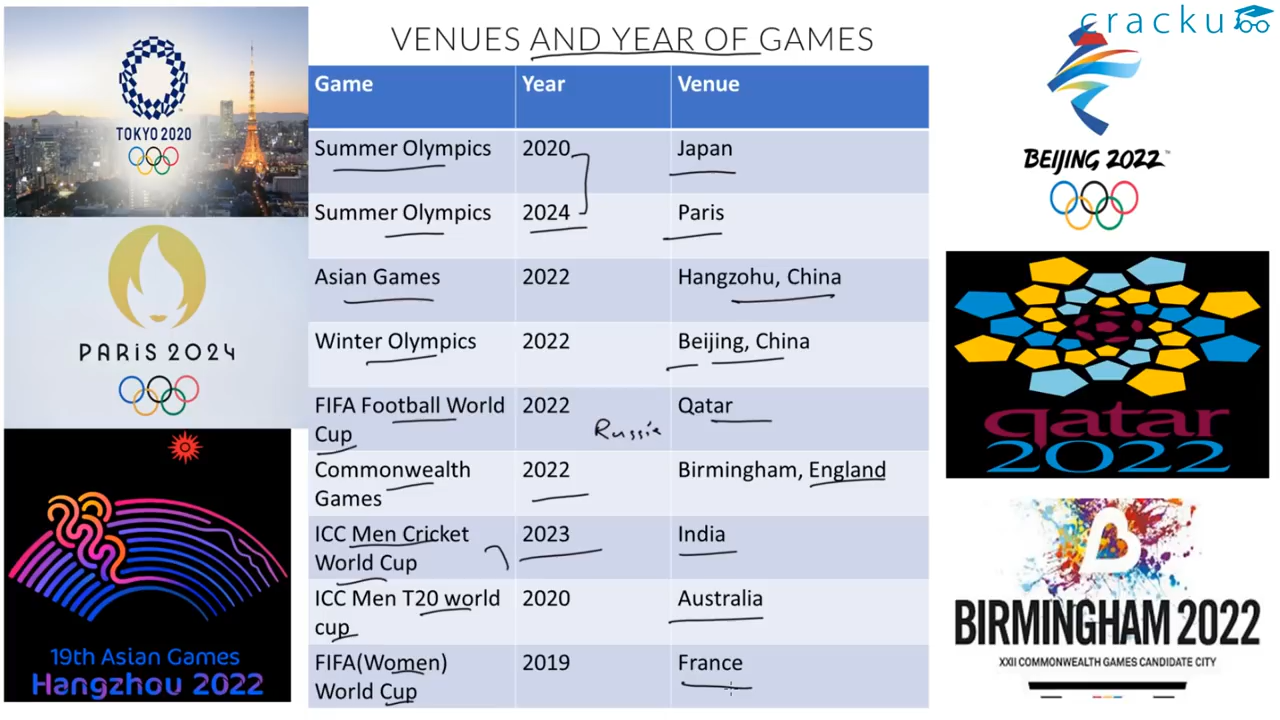 cracku
VENUES AND YEAR OF GAMES
TOKYO 2020
PARIS 2024
19th Asian Games
Hangzhou 2022
Game Year Venue
Summer Olympics 2020 Japan
Summer Olympics 2024 Paris
Asian Games 2022 Hangzohu, China
Winter Olympics 2022 Beijing, China
FIFA Football World 2022 Qatar
Cup Russia
Commonwealth 2022 Birmingham, England
Games
ICC Men Cricket 2023 India
World Cup
ICC Men T20 world 2020 Australia
cup
FIFA(Women) 2019 France
World Cup
BEIJING 2022™
qatar
2022
BIRMINGHAM 2022
XXII COMMONWEALTH GAMES CANDIDATE CITY